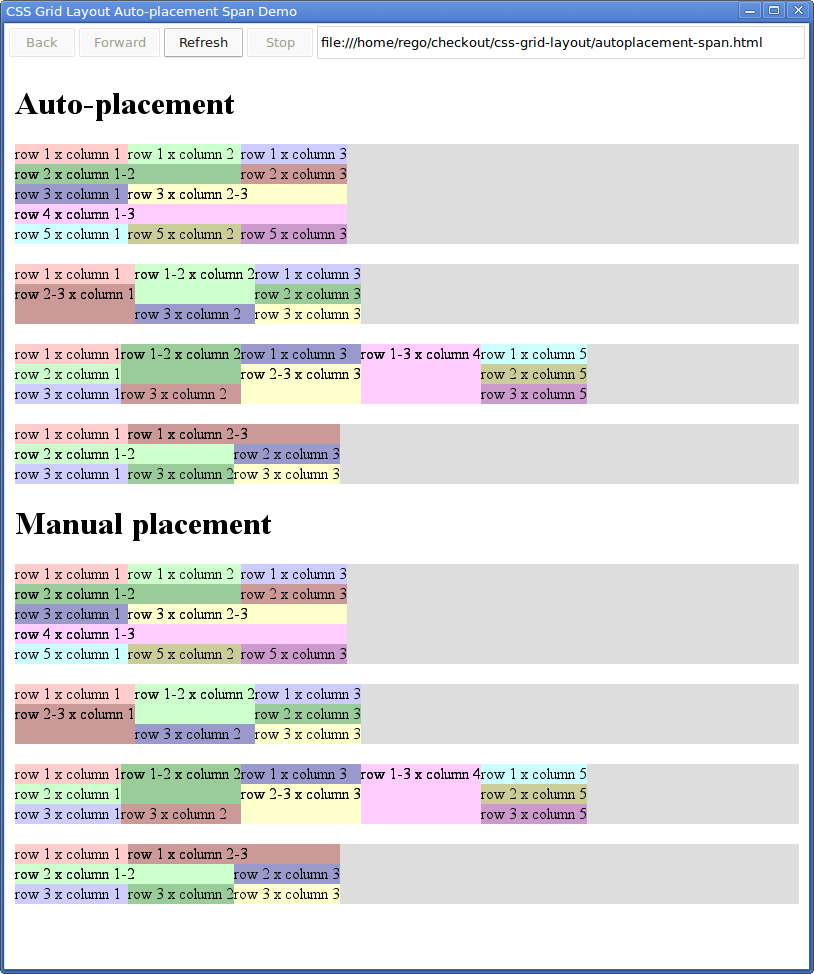 CSS Grid Layout Auto-placement Span Demo
Back Forward Refresh Stop file:///home/rego/checkout/css-grid-layout/autoplacement-span.html
Auto-placement
row 1 x column 1 row 1 x column 2 row 1 x column 3
row 2 x column 1-2 row 2 x column 3
row 3 x column 1 row 3 x column 2-3
row 4 x column 1-3
row 5 x column 1 row 5 x column 2 row 5 x column 3
row 1 x column 1 row 1-2 x column 2 row 1 x column 3
row 2-3 x column 1 row 2 x column 3
row 3 x column 2 row 3 x column 3
row 1 x column 1 row 1-2 x column 2 row 1 x column 3 row 1-3 x column 4 row 1 x column 5
row 2 x column 1 row 2-3 x column 3 row 2 x column 5
row 3 x column 1 row 3 x column 2 row 3 x column 5
row 1 x column 1 row 1 x column 2-3
row 2 x column 1-2 row 2 x column 3
row 3 x column 1 row 3 x column 2 row 3 x column 3
Manual placement
row 1 x column 1 row 1 x column 2 row 1 x column 3
row 2 x column 1-2 row 2 x column 3
row 3 x column 1 row 3 x column 2-3
row 4 x column 1-3
row 5 x column 1 row 5 x column 2 row 5 x column 3
row 1 x column 1 row 1-2 x column 2 row 1 x column 3
row 2-3 x column 1 row 2 x column 3
row 3 x column 2 row 3 x column 3
row 1 x column 1 row 1-2 x column 2 row 1 x column 3 row 1-3 x column 4 row 1 x column 5
row 2 x column 1 row 2-3 x column 3 row 2 x column 5
row 3 x column 1 row 3 x column 2 row 3 x column 5
row 1 x column 1 row 1 x column 2-3
row 2 x column 1-2 row 2 x column 3
row 3 x column 1 row 3 x column 2 row 3 x column 3